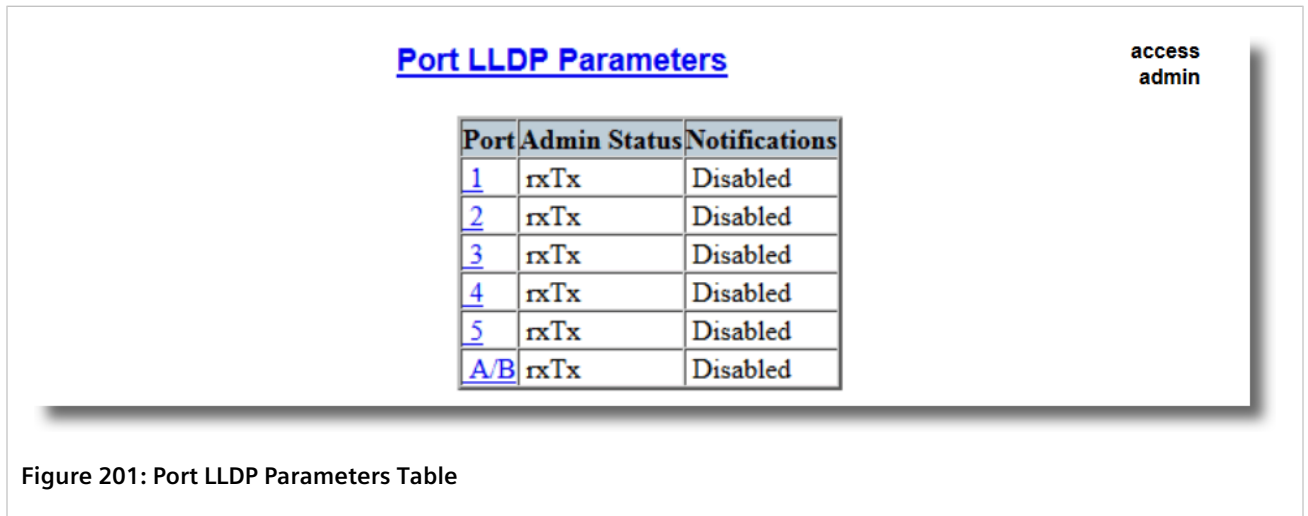 Port LLDP Parameters
access
admin
Port Admin Status Notifications
1 rxTx Disabled
2 rxTx Disabled
3 rxTx Disabled
4 rxTx Disabled
5 rxTx Disabled
A/B rxTx Disabled
Figure 201: Port LLDP Parameters Table